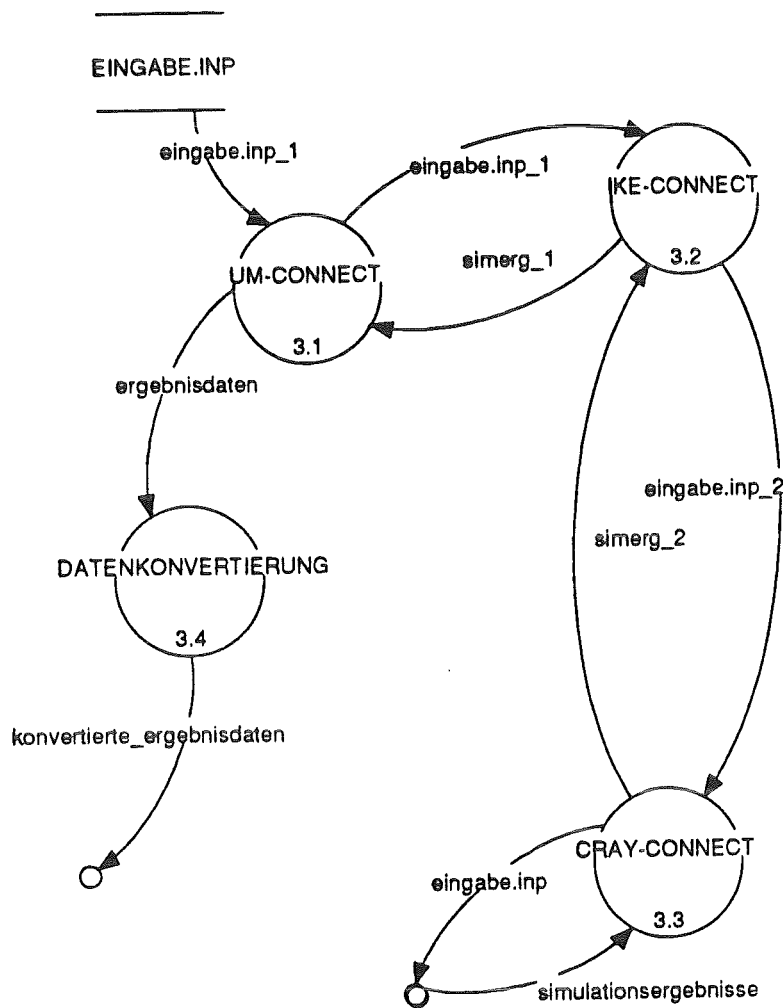 EINGABE.INP
eingabe.inp_1
eingabe.inp_1
IKE-CONNECT
3.2
simerg_1
UM-CONNECT
3.1
ergebnisdaten
eingabe.inp_2
simerg_2
DATENKONVERTIERUNG
3.4
konvertierte_ergebnisdaten
CRAY-CONNECT
3.3
eingabe.inp
simulationsergebnisse